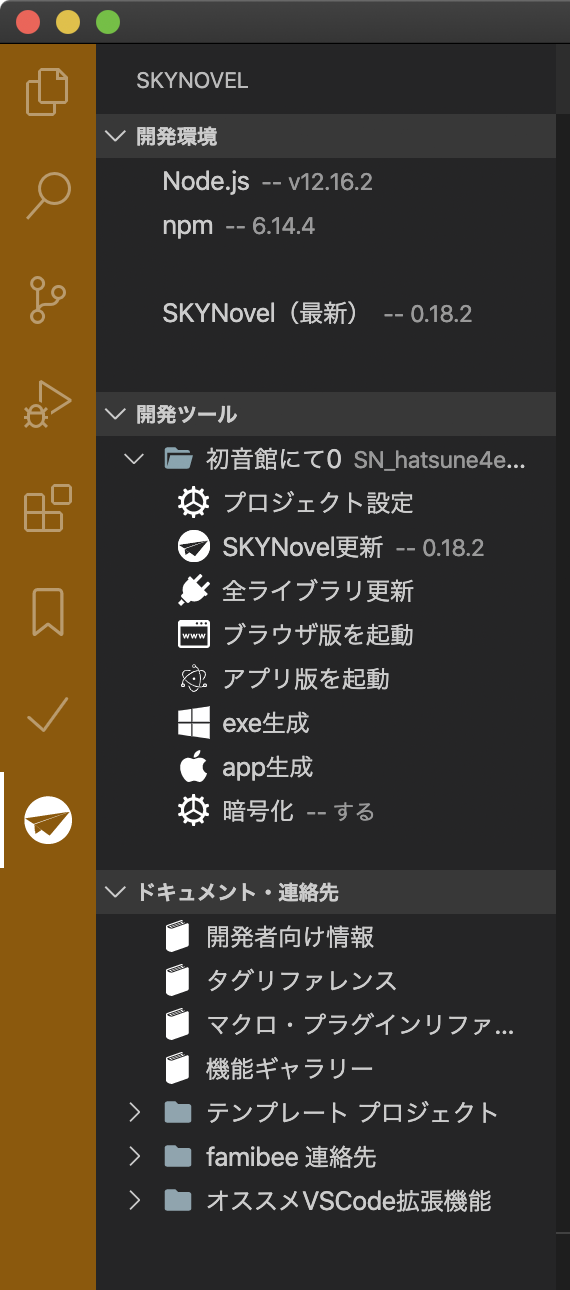 SKYNOVEL
開発環境
Node.js -- v12.16.2
npm -- 6.14.4
SKYNovel（最新） -- 0.18.2
開発ツール
初音館にて0 SN_hatsune4e...
プロジェクト設定
SKYNovel更新 -- 0.18.2
全ライブラリ更新
www ブラウザ版を起動
アプリ版を起動
exe生成
app生成
暗号化 -- する
ドキュメント・連絡先
開発者向け情報
タグリファレンス
マクロ・プラグインリファ...
機能ギャラリー
テンプレート プロジェクト
famibee 連絡先
オススメVSCode拡張機能